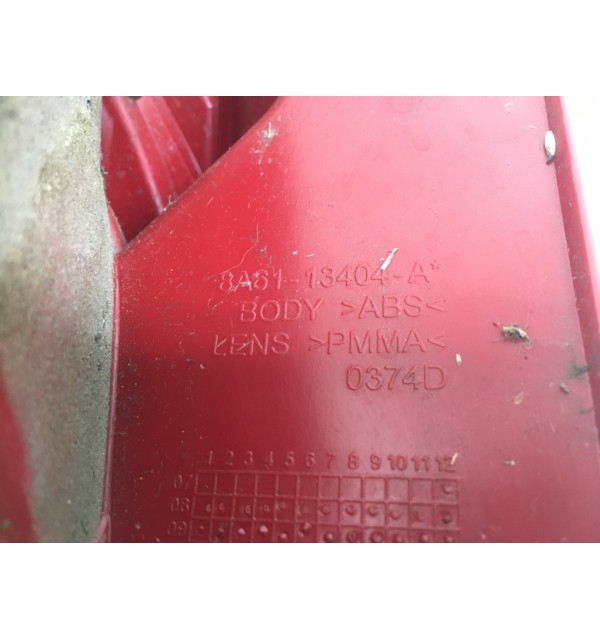 8A61-13404-A*
BODY >ABS<
LENS >PMMA<
0374D
1 2 3 4 5 6 7 8 9 10 11 12
07
08
09